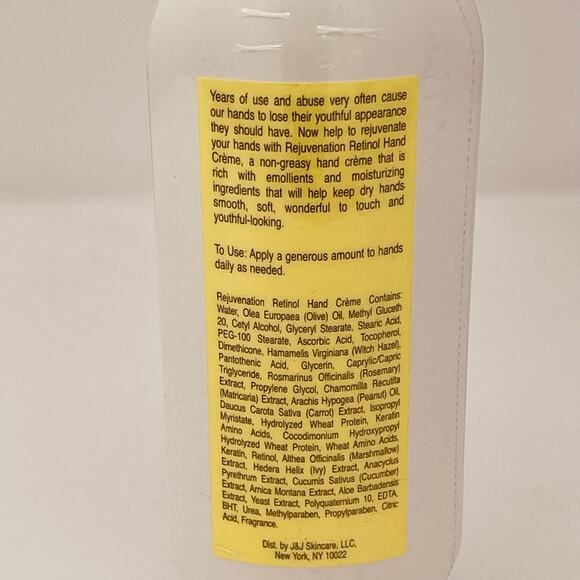 Years of use and abuse very often cause
our hands to lose their youthful appearance
they should have. Now help to rejuvenate
your hands with Rejuvenation Retinol Hand
Crème, a non-greasy hand crème that is
rich with emollients and moisturizing
ingredients that will help keep dry hands
smooth, soft, wonderful to touch and
youthful-looking.
To Use: Apply a generous amount to hands
daily as needed.
Rejuvenation Retinol Hand Crème Contains:
Water, Olea Europaea (Olive) Oil, Methyl Gluceth
20, Cetyl Alcohol, Glyceryl Stearate, Stearic Acid,
PEG-100 Stearate, Ascorbic Acid, Tocopherol,
Dimethicone, Hamamelis Virginiana (Witch Hazel),
Pantothenic Acid, Glycerin, Caprylic/Capric
Triglyceride, Rosmarinus Officinalis (Rosemary)
Extract, Propylene Glycol, Chamomilla Recutita
(Matricaria) Extract, Arachis Hypogea (Peanut) Oil,
Daucus Carota Sativa (Carrot) Extract, Isopropyl
Myristate, Hydrolyzed Wheat Protein, Keratin
Amino Acids, Cocodimonium Hydroxypropyl
Hydrolyzed Wheat Protein, Wheat Amino Acids,
Keratin, Retinol, Althea Officinalis (Marshmallow)
Extract, Hedera Helix (Ivy) Extract, Anacyclus
Pyrethrum Extract, Cucumis Sativus (Cucumber)
Extract, Arnica Montana Extract, Aloe Barbadensis
Extract, Yeast Extract, Polyquaternium 10, EDTA,
BHT, Urea, Methylparaben, Propylparaben, Citric
Acid, Fragrance.
Dist. by J&J Skincare, LLC,
New York, NY 10022